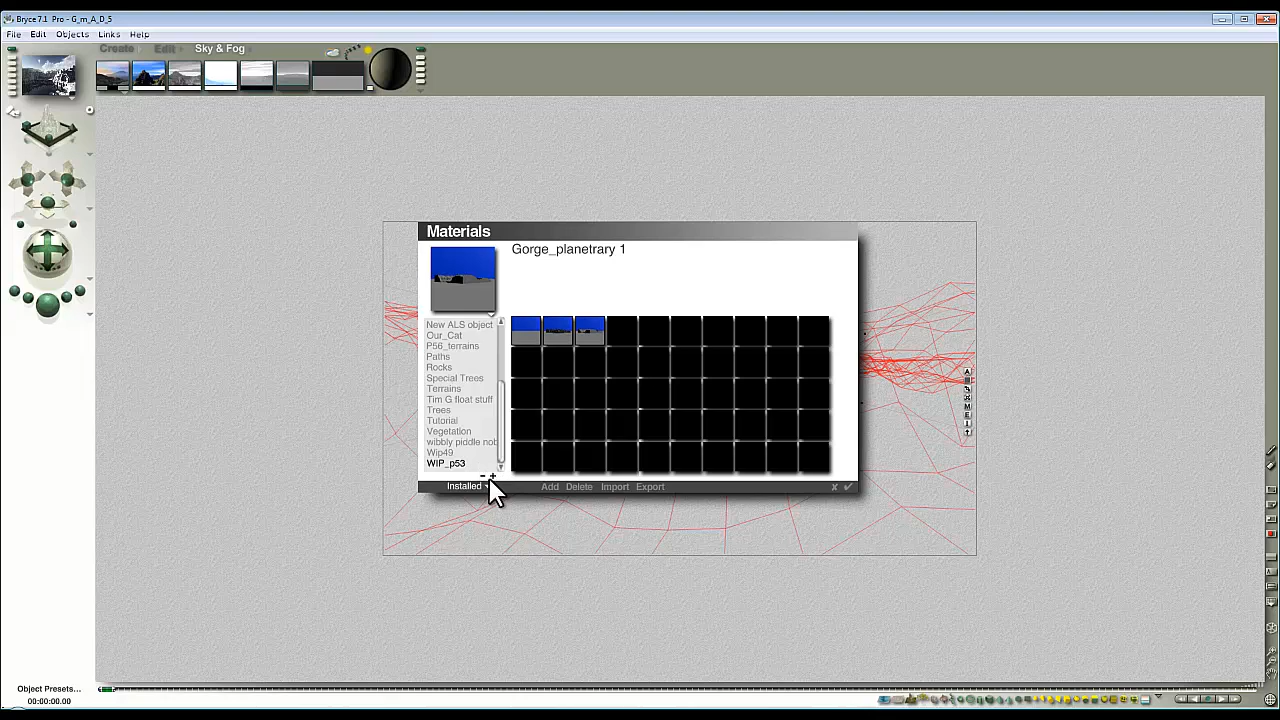 Bryce 7.1 Pro - G_m_A_D_5
File Edit Objects Links Help
Create Edit Sky & Fog
Materials
Gorge_planetrary 1
New ALS object
Our_Cat
P56_terrains
Paths
Rocks
Special Trees
Terrains
Tim G float stuff
Trees
Tutorial
Vegetation
wibbly piddle nob
Wip49
WIP_p53
Installed Add Delete Import Export
A
M
E
I
Object Presets...
00:00:00.00